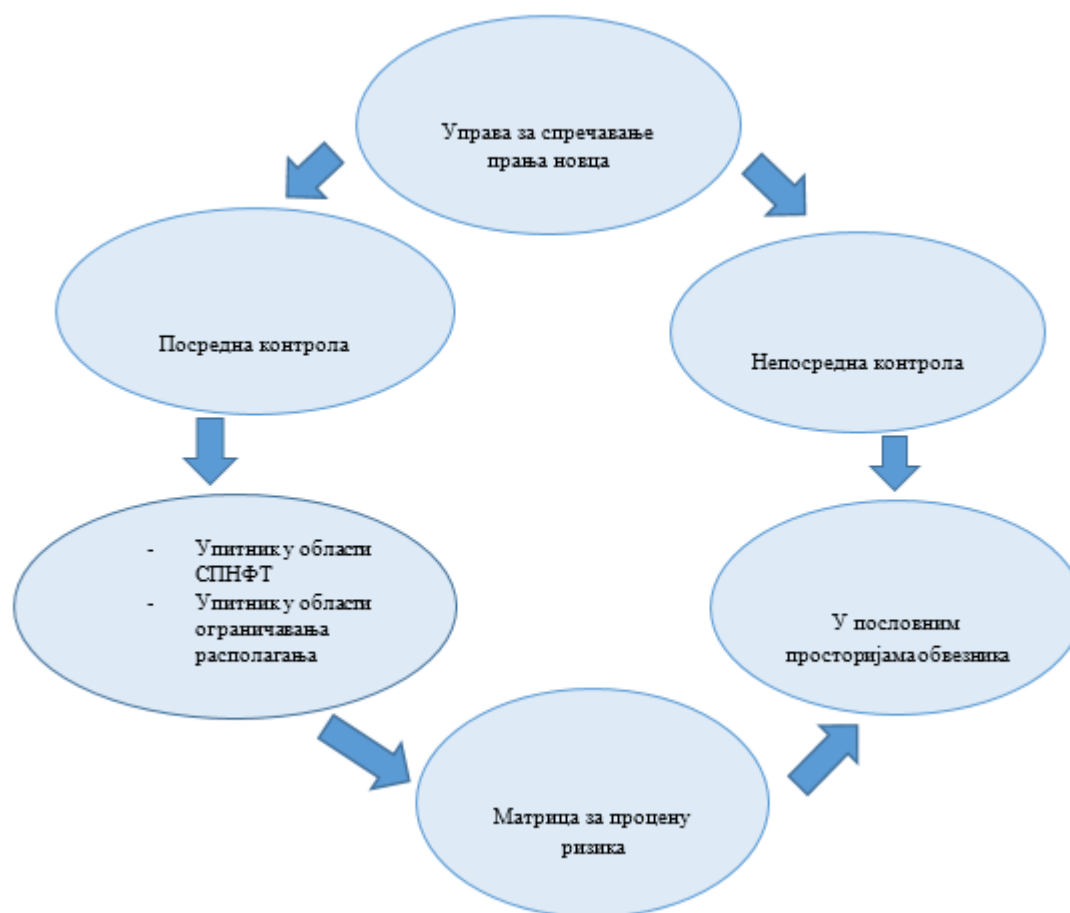 Управа за спречавање
прања новца
Посредна контрола
Непосредна контрола
- Упитник у области
СПНФТ
- Упитник у области
ограничавања
располагања
У пословним
просторијама обвезника
Матрица за процену
ризика